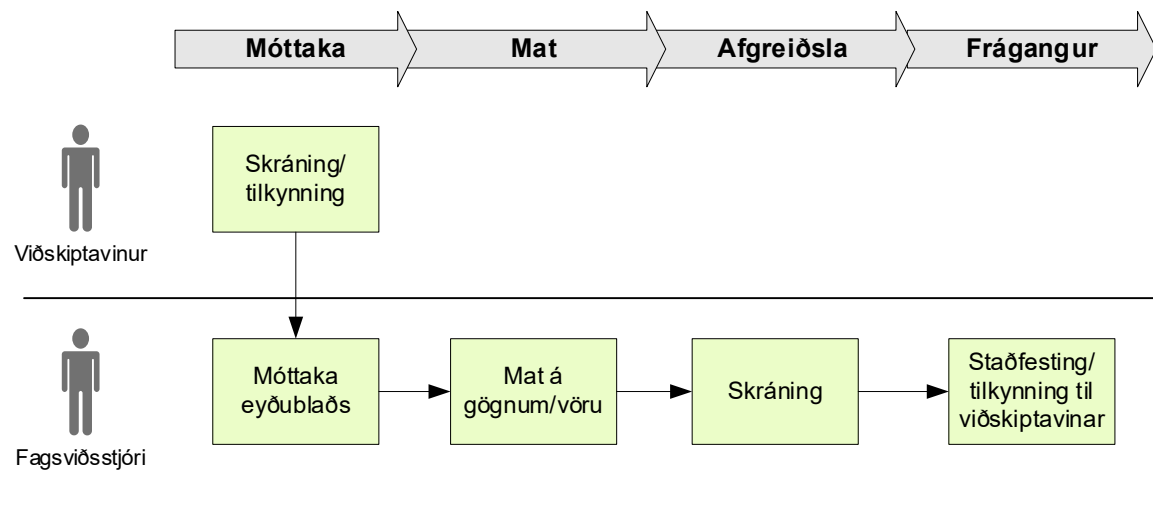 Móttaka
Mat
Afgreiðsla
Frágangur
Skráning/
tilkynning
Viðskiptavinur
Móttaka
eyðublaðs
Mat á
gögnum/vöru
Skráning
Staðfesting/
tilkynning til
viðskiptavinar
Fagsviðsstjóri